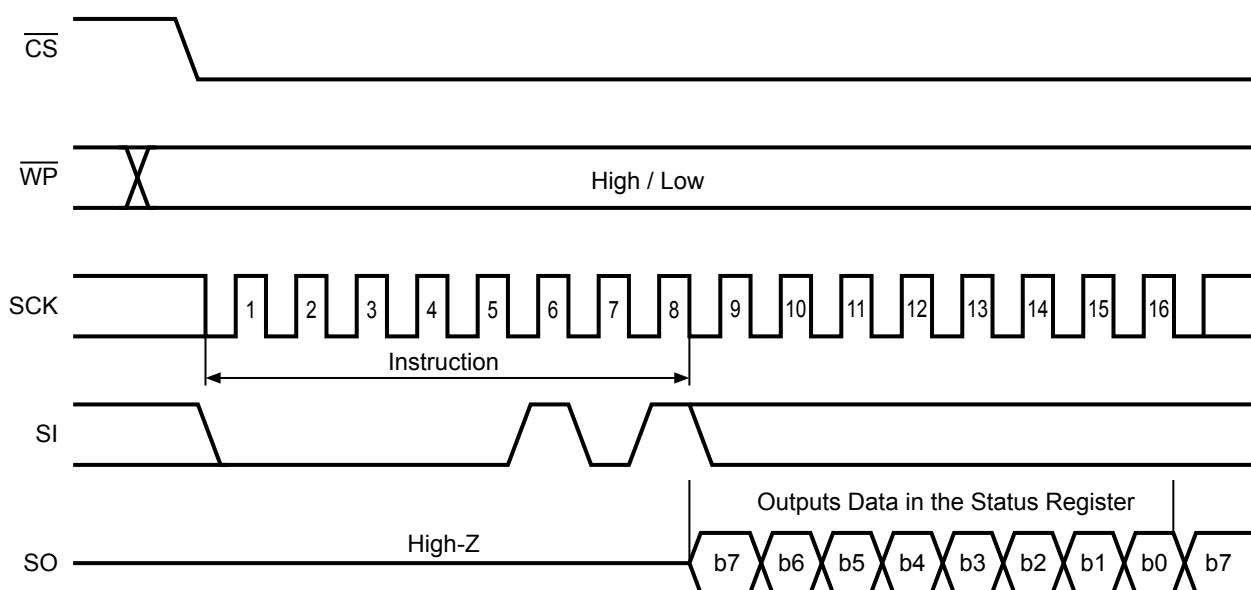 CS
WP
High / Low
SCK
1 2 3 4 5 6 7 8 9 10 11 12 13 14 15 16
Instruction
SI
Outputs Data in the Status Register
High-Z
SO
b7 b6 b5 b4 b3 b2 b1 b0 b7